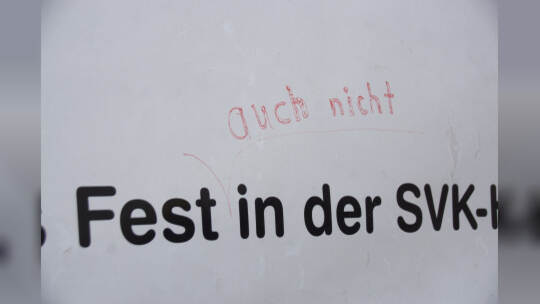 auch nicht
Fest in der SVK-